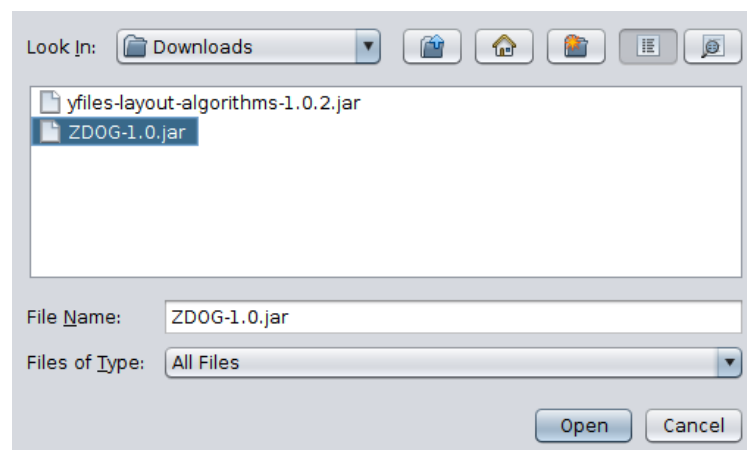 Look In: Downloads
yfiles-layout-algorithms-1.0.2.jar
ZDOG-1.0.jar
File Name: ZDOG-1.0.jar
Files of Type: All Files
Open Cancel